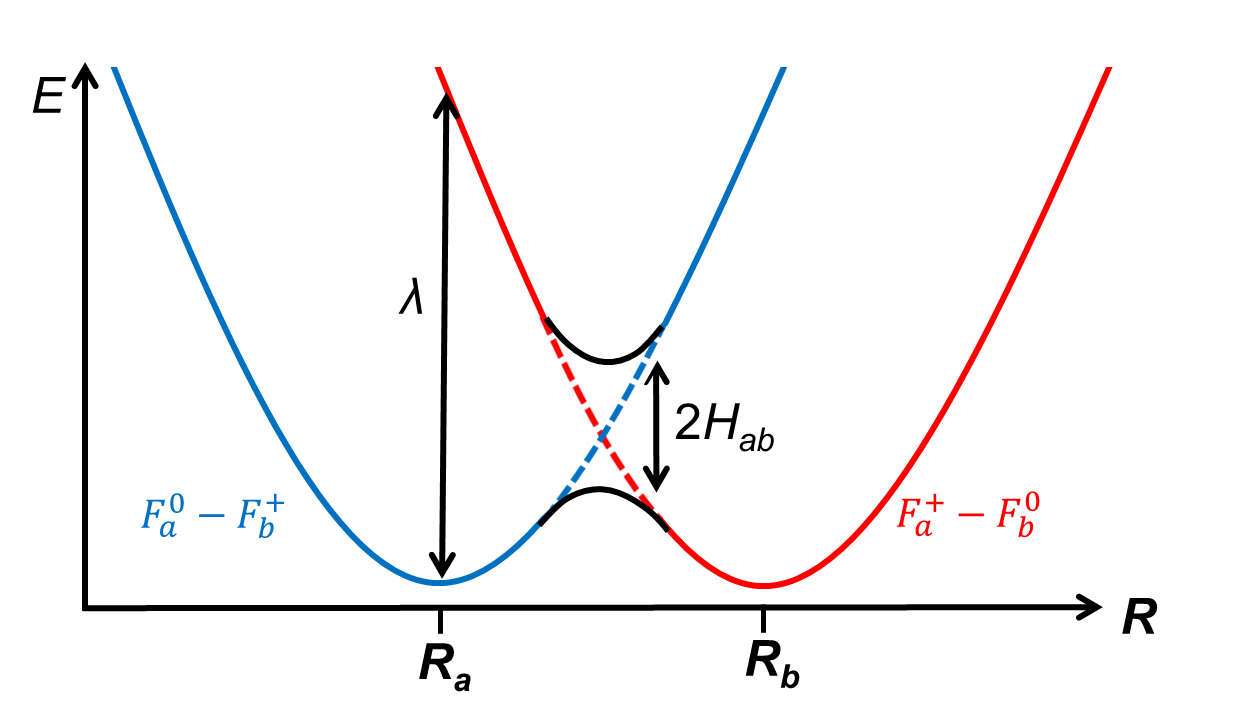 E
λ
2H_ab
F_a^0 − F_b^+
F_a^+ − F_b^0
R
R_a
R_b